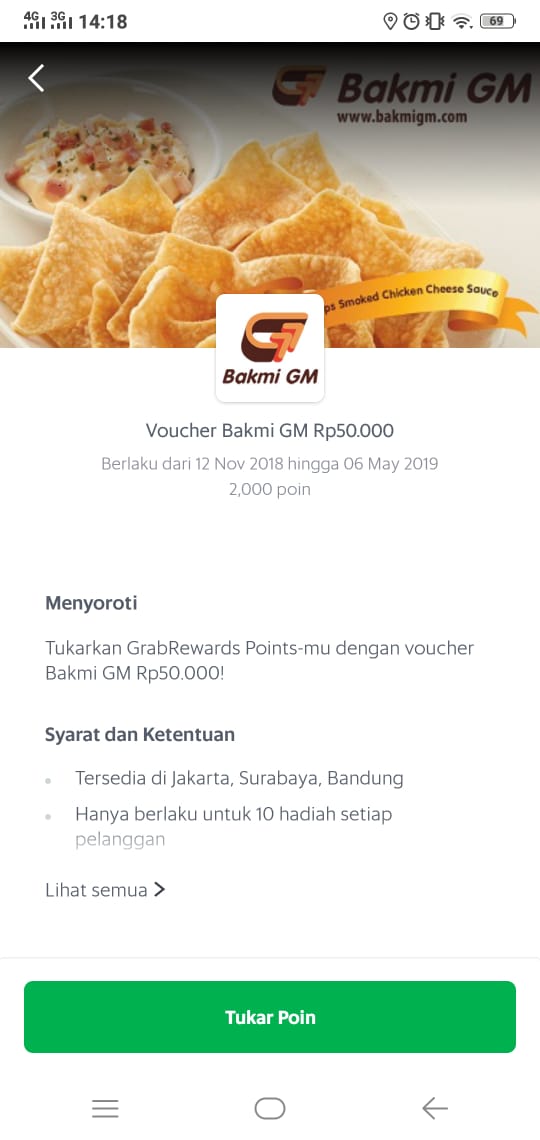 4G 3G 14:18 69
Bakmi GM
www.bakmigm.com
ps Smoked Chicken Cheese Sauce
Bakmi GM
Voucher Bakmi GM Rp50.000
Berlaku dari 12 Nov 2018 hingga 06 May 2019
2,000 poin
Menyoroti
Tukarkan GrabRewards Points-mu dengan voucher
Bakmi GM Rp50.000!
Syarat dan Ketentuan
Tersedia di Jakarta, Surabaya, Bandung
Hanya berlaku untuk 10 hadiah setiap
pelanggan
Lihat semua
Tukar Poin